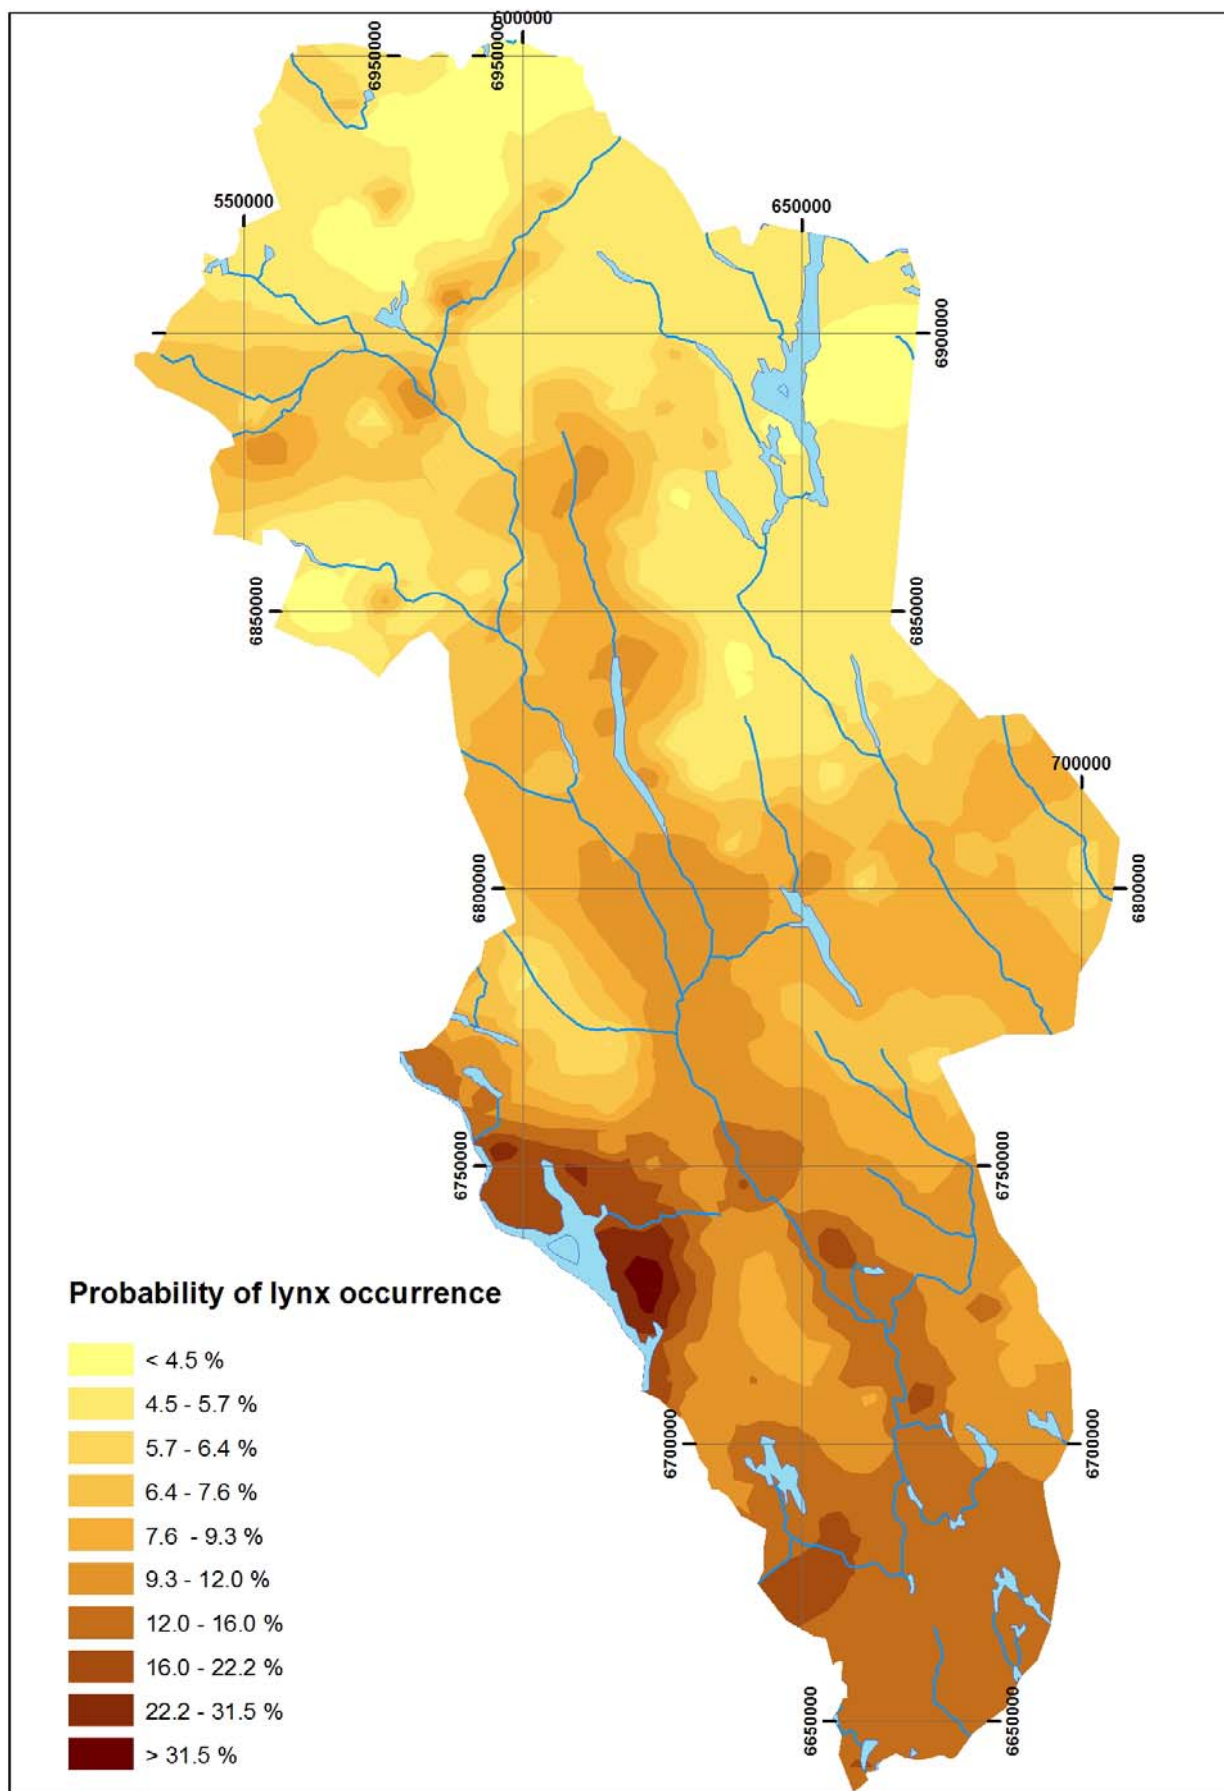 600000
6950000
6950000
550000
650000
6900000
6850000
6850000
700000
6800000
6800000
6750000
6750000
Probability of lynx occurrence
< 4.5 %
4.5 - 5.7 %
5.7 - 6.4 %
6.4 - 7.6 %
7.6 - 9.3 %
9.3 - 12.0 %
12.0 - 16.0 %
16.0 - 22.2 %
22.2 - 31.5 %
> 31.5 %
6700000
6700000
6650000
6650000